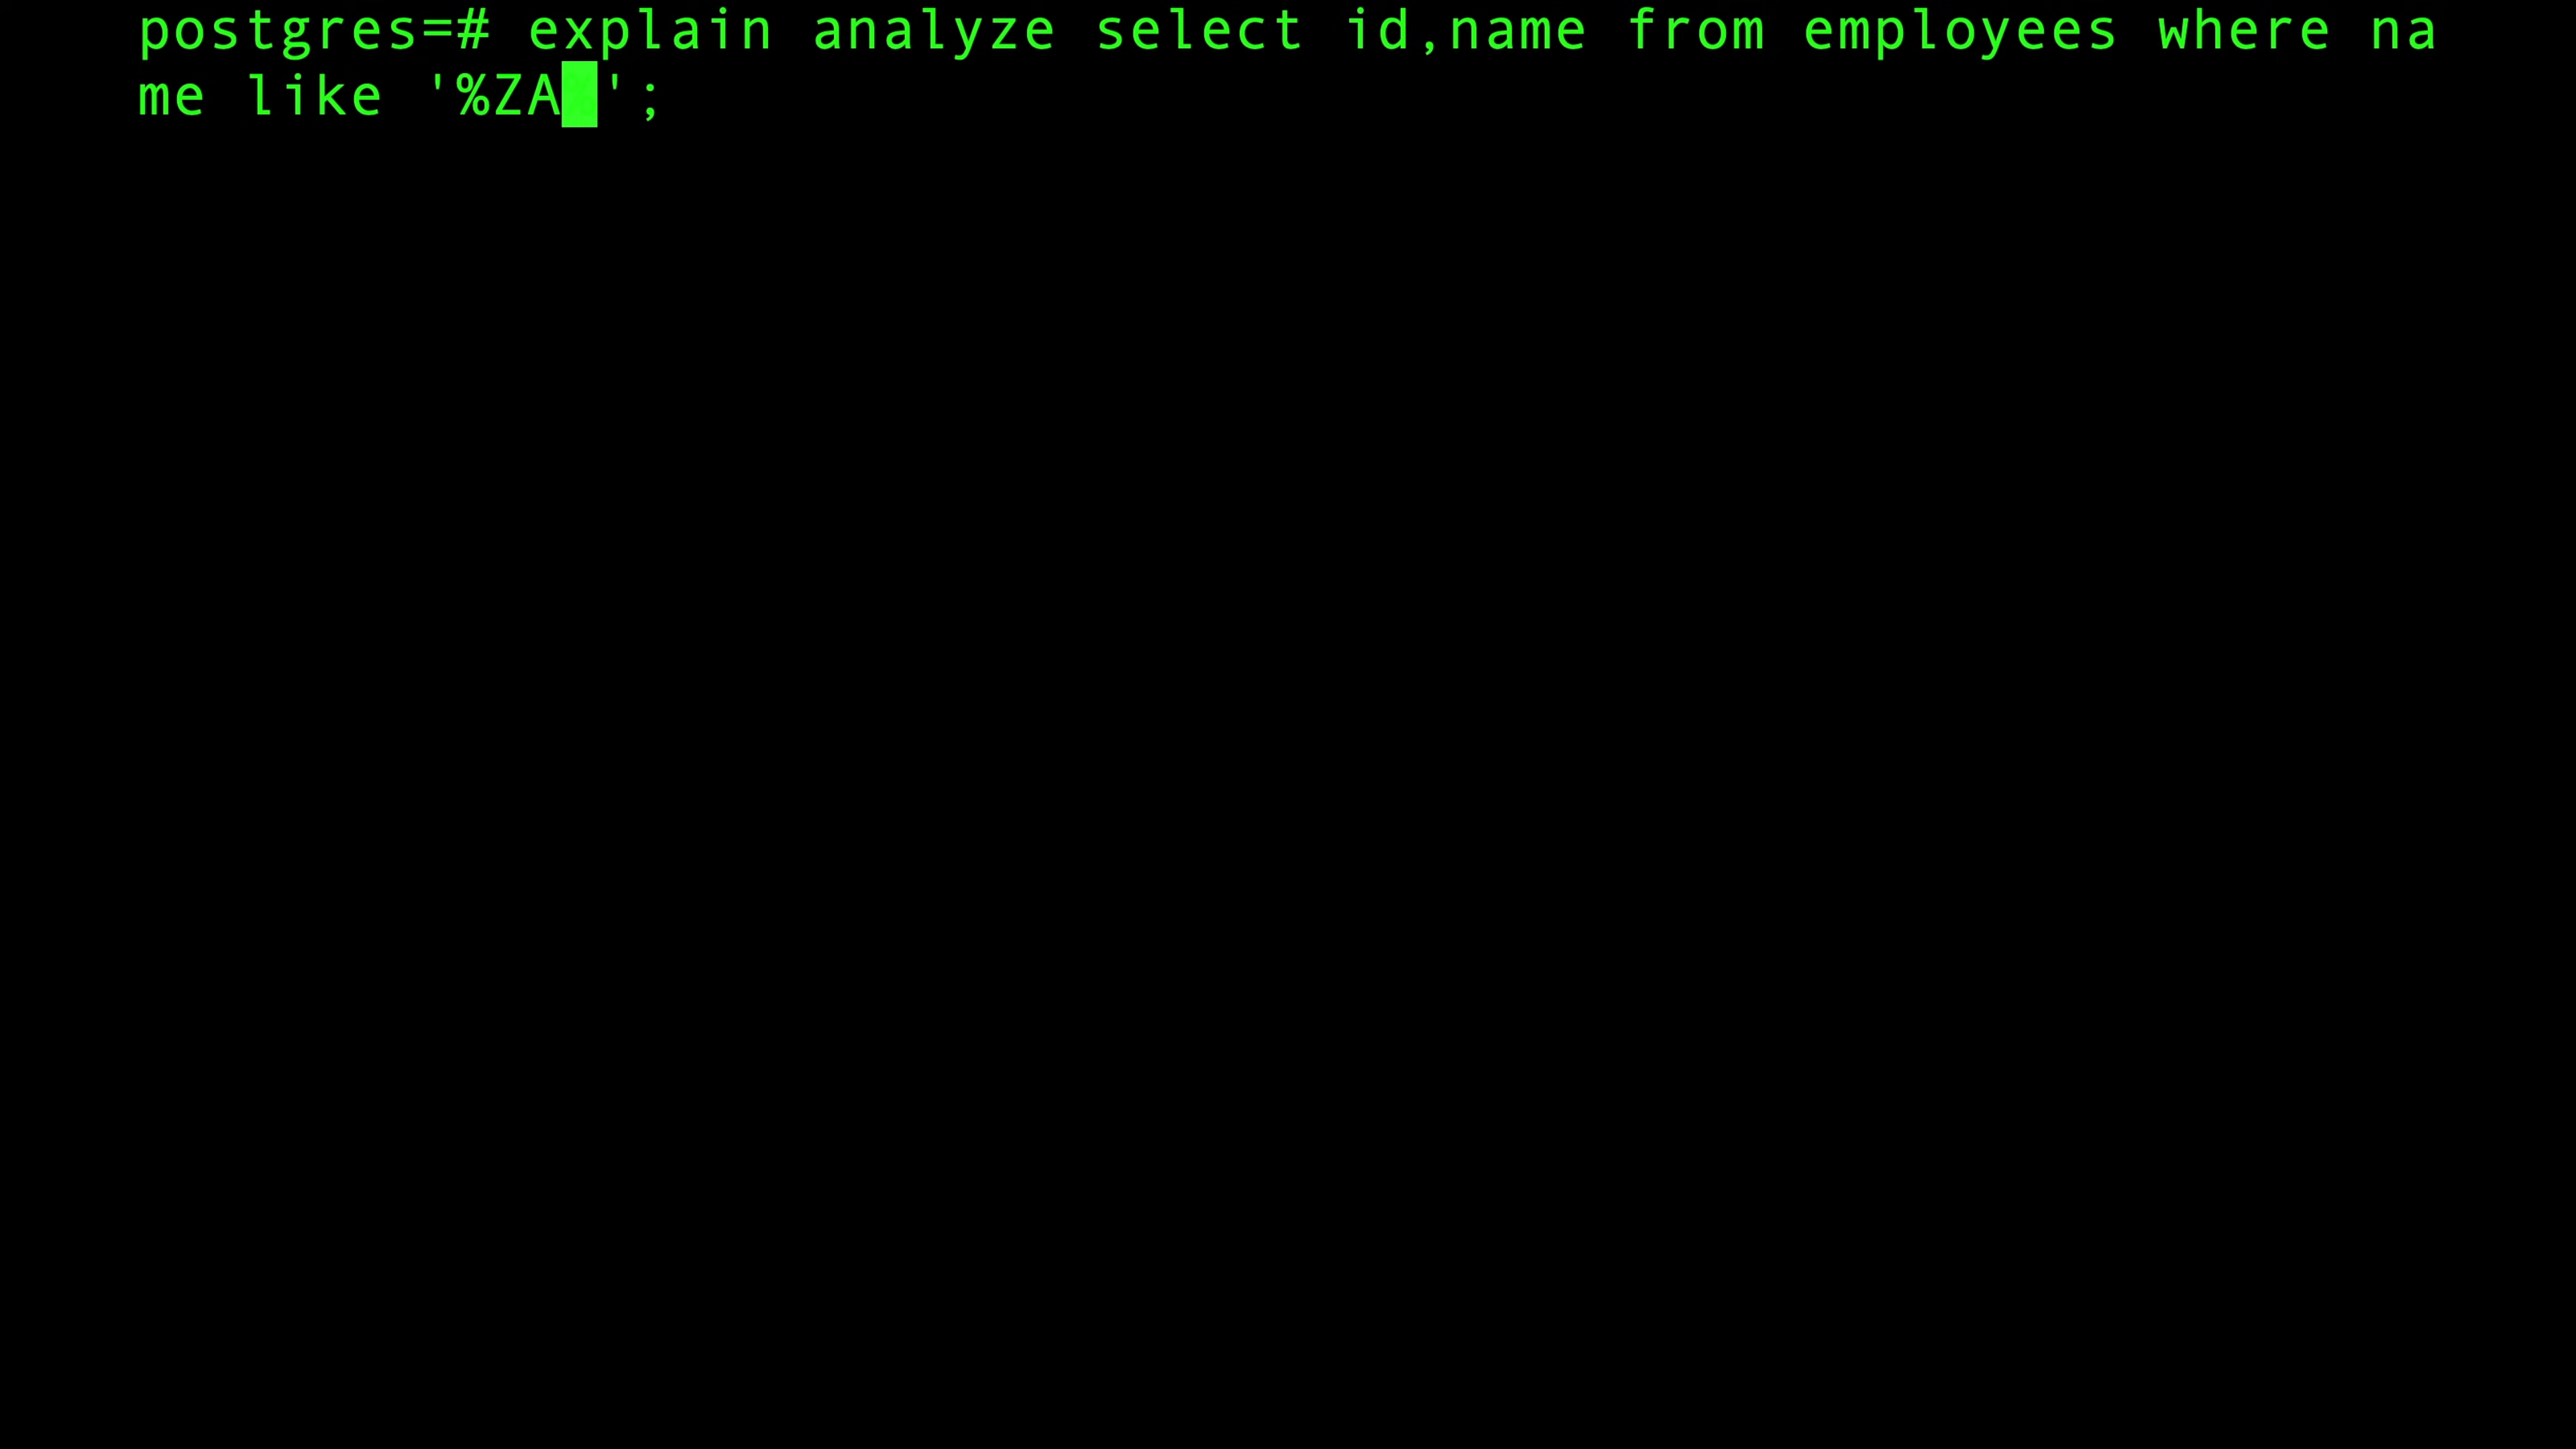 postgres=# explain analyze select id,name from employees where na
me like '%ZA%';